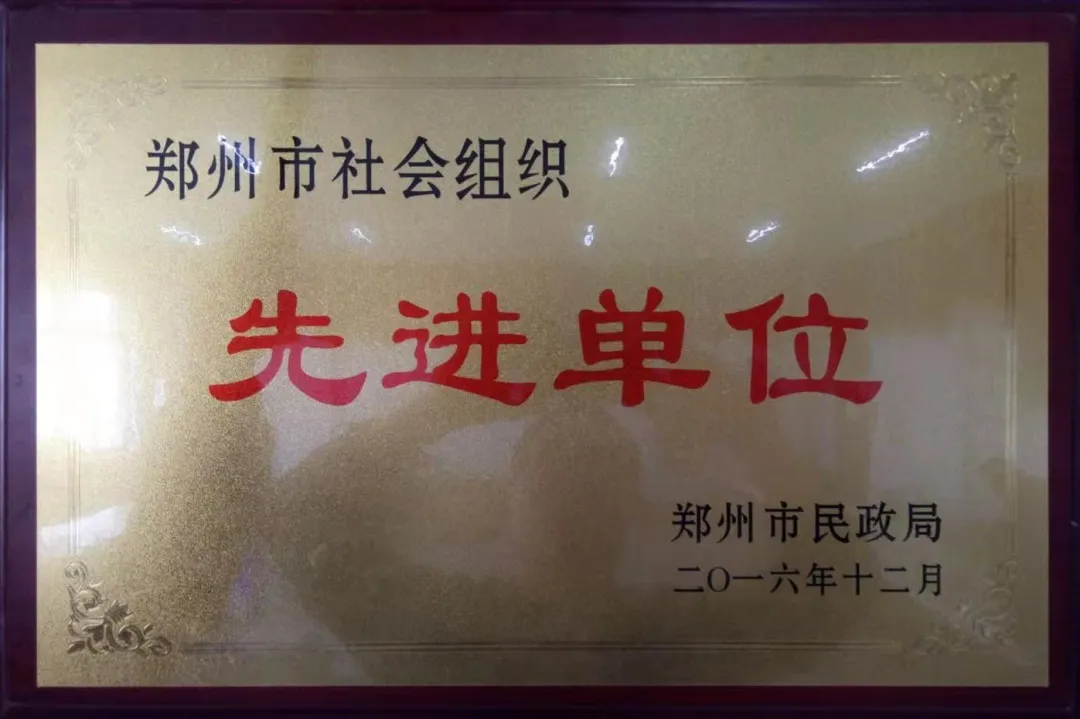 郑州市社会组织
先进单位
郑州市民政局
二〇一六年十二月